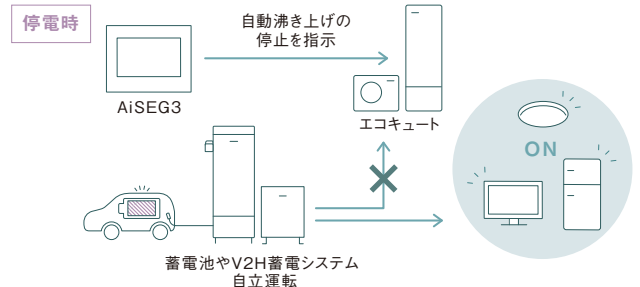 停電時
自動沸き上げの
停止を指示
AiSEG3
エコキュート
ON
蓄電池やV2H蓄電システム
自立運転